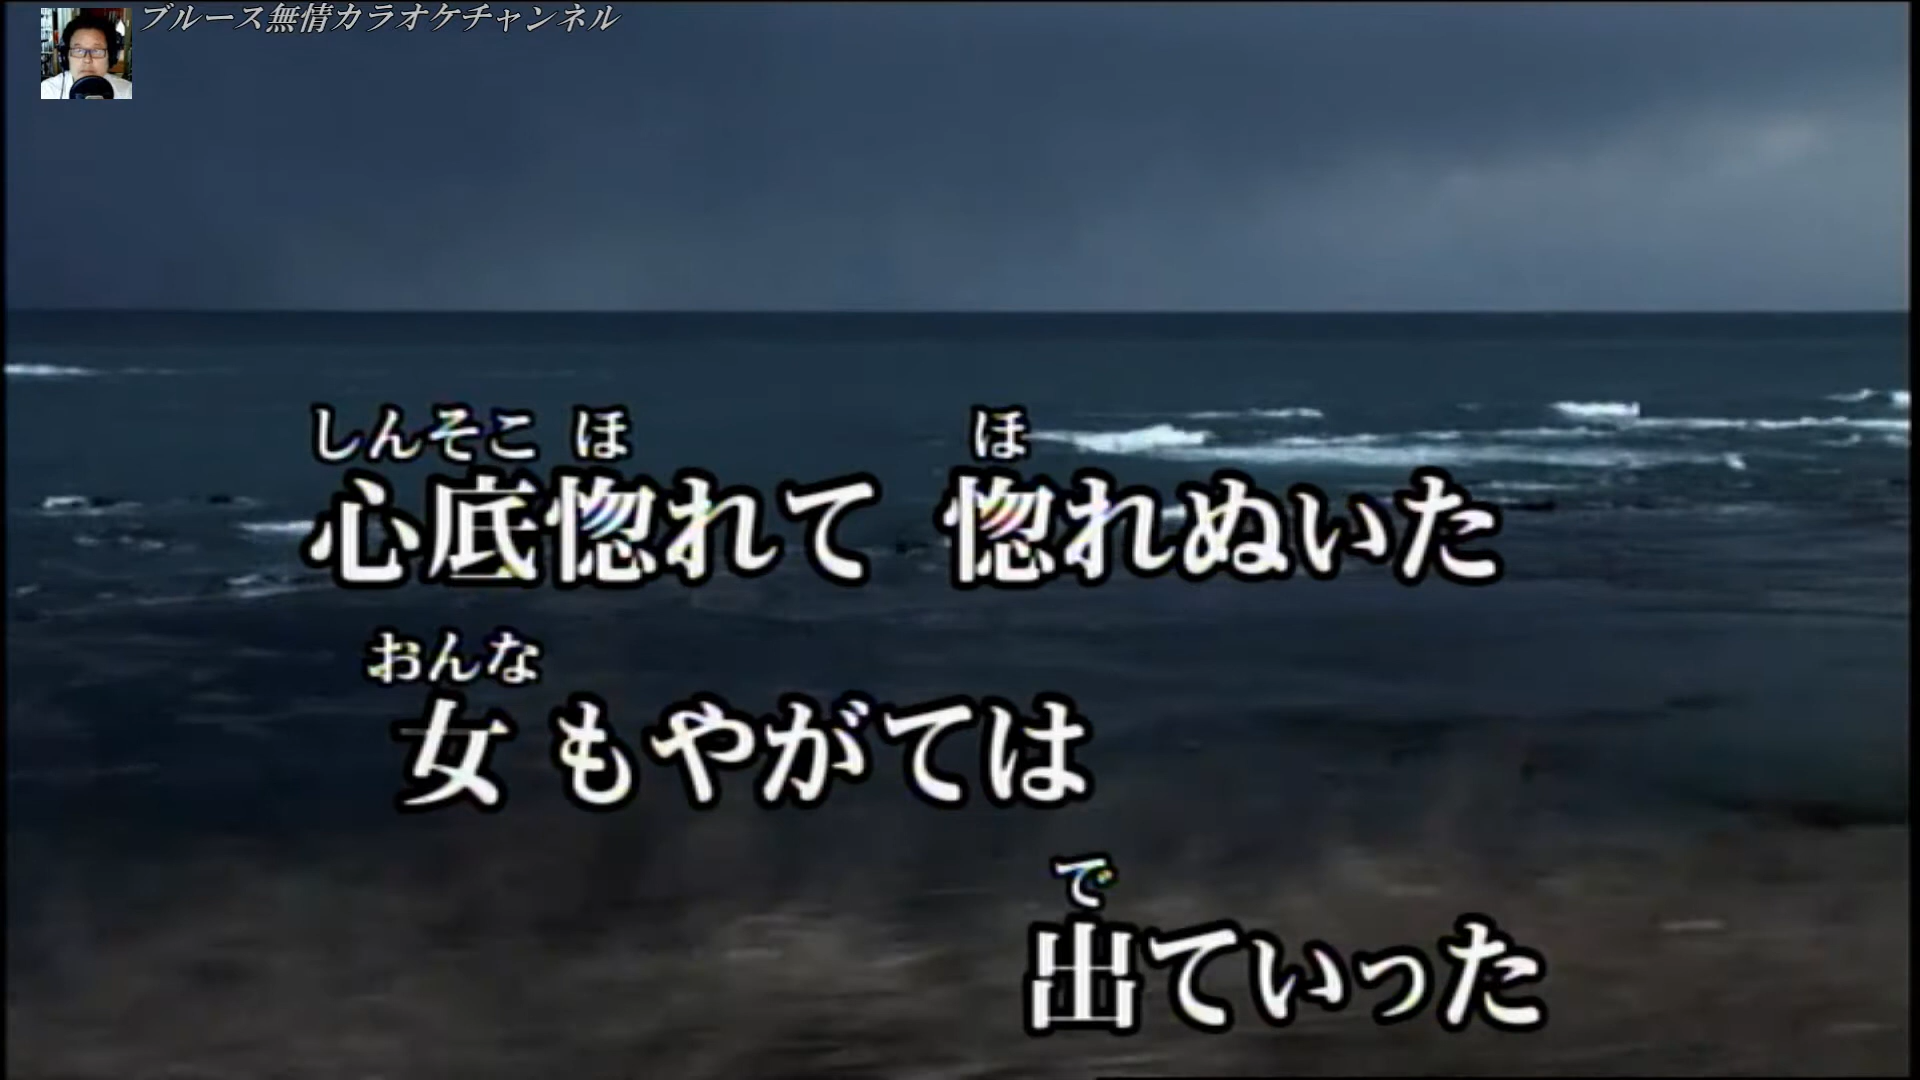 ブルース無情カラオケチャンネル
しんそこ ほ ほ
心底惚れて 惚れぬいた
おんな
女もやがては
で
出ていった